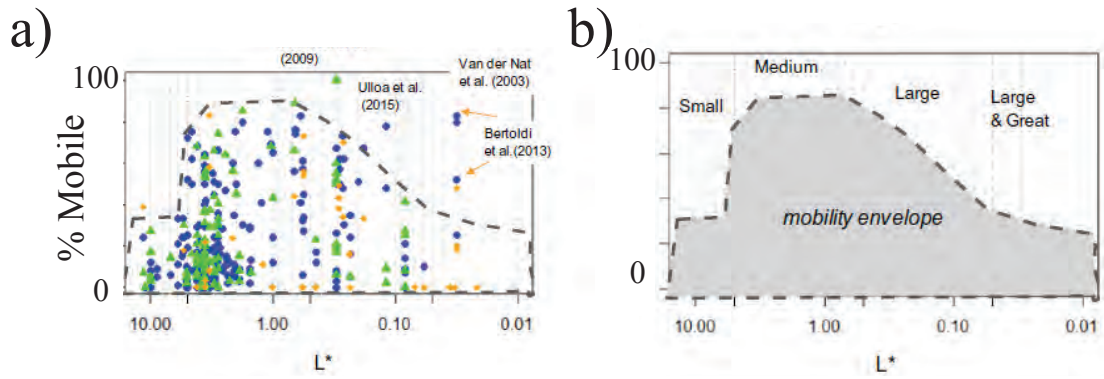 a)
(2009)
Van der Nat
et al. (2003)
Ulloa et al.
(2015)
Bertoldi
et al.(2013)
% Mobile
100
0
10.00 1.00 0.10 0.01
L*
b)
100
0
Small
Medium
Large
Large
& Great
mobility envelope
10.00 1.00 0.10 0.01
L*